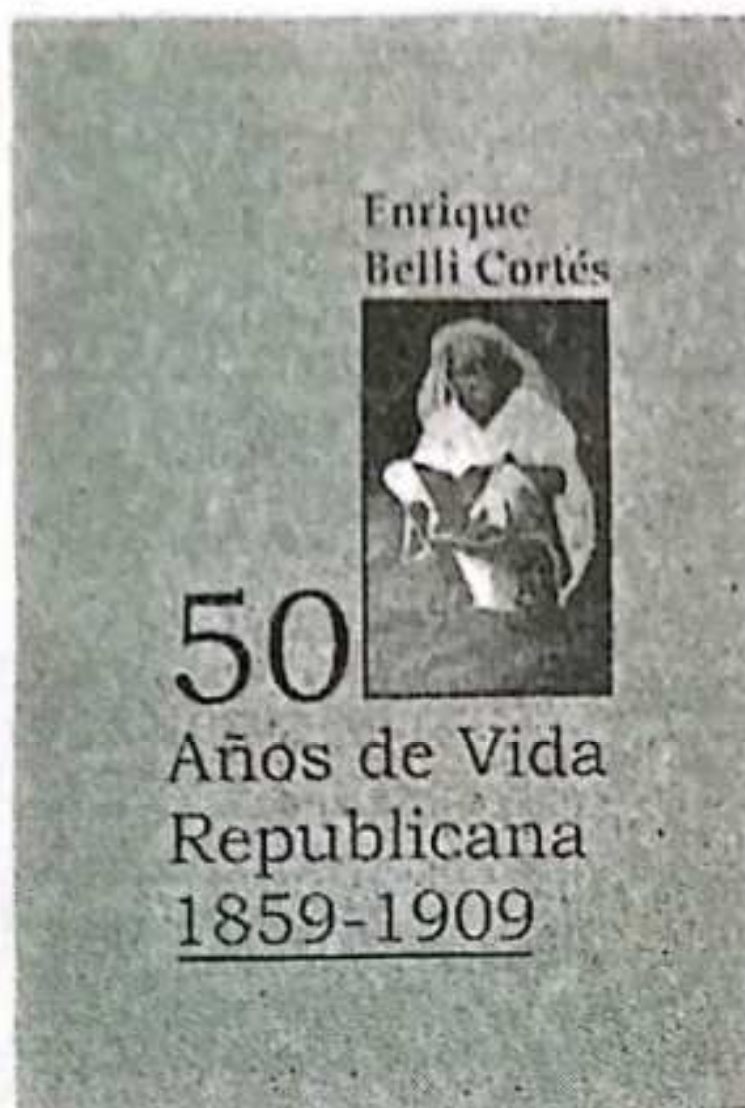 Enrique
Belli Cortés
50
Años de Vida
Republicana
1859-1909